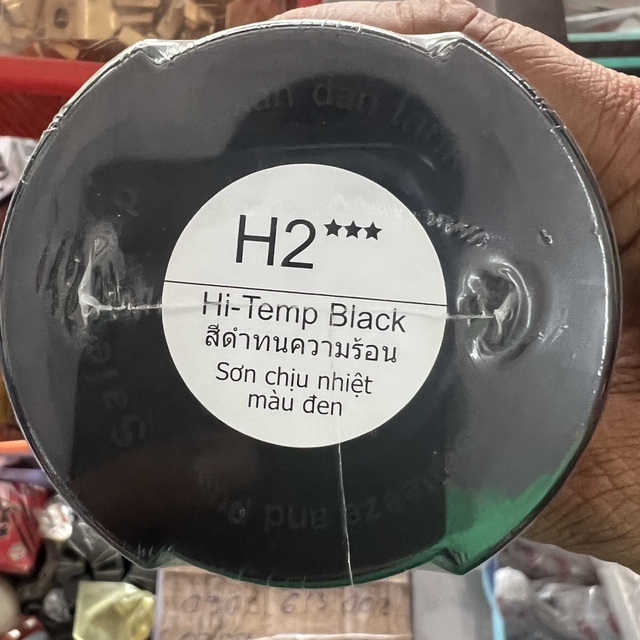 H2***
Hi-Temp Black
สีดำทนความร้อน
Sơn chịu nhiệt
màu đen